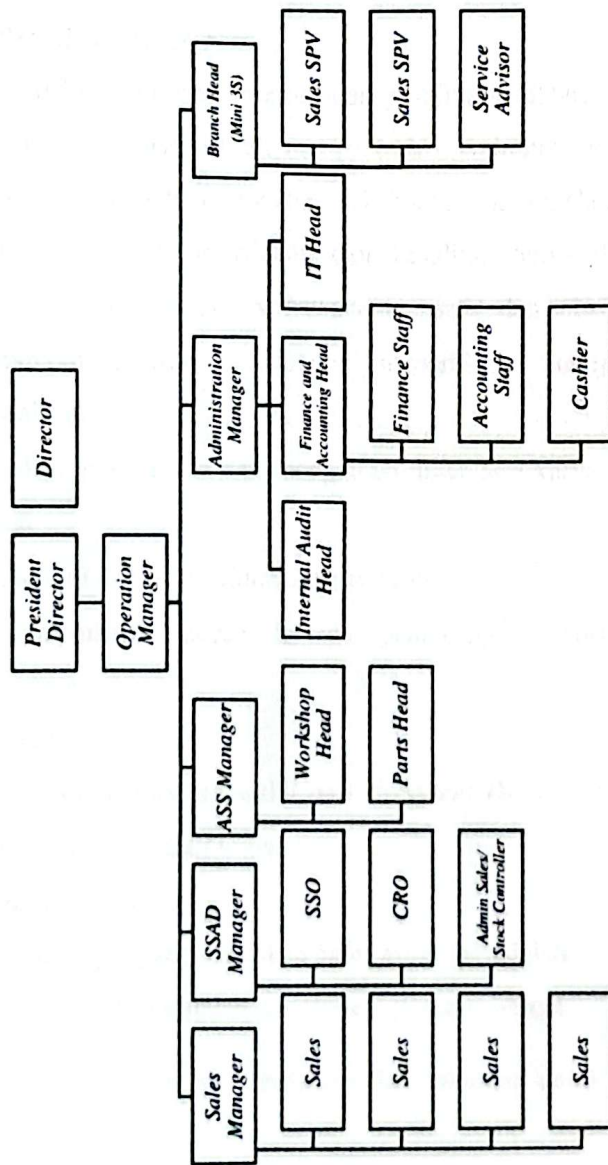 President
Director
Director
Operation
Manager
Sales
Manager
SSAD
Manager
ASS Manager
Administration
Manager
Branch Head
(Mini 3S)
Sales
Sales
Sales
Sales
SSO
CRO
Admin Sales/
Stock Controller
Workshop
Head
Parts Head
Internal Audit
Head
Finance and
Accounting Head
IT Head
Finance Staff
Accounting
Staff
Cashier
Sales SPV
Sales SPV
Service
Advisor